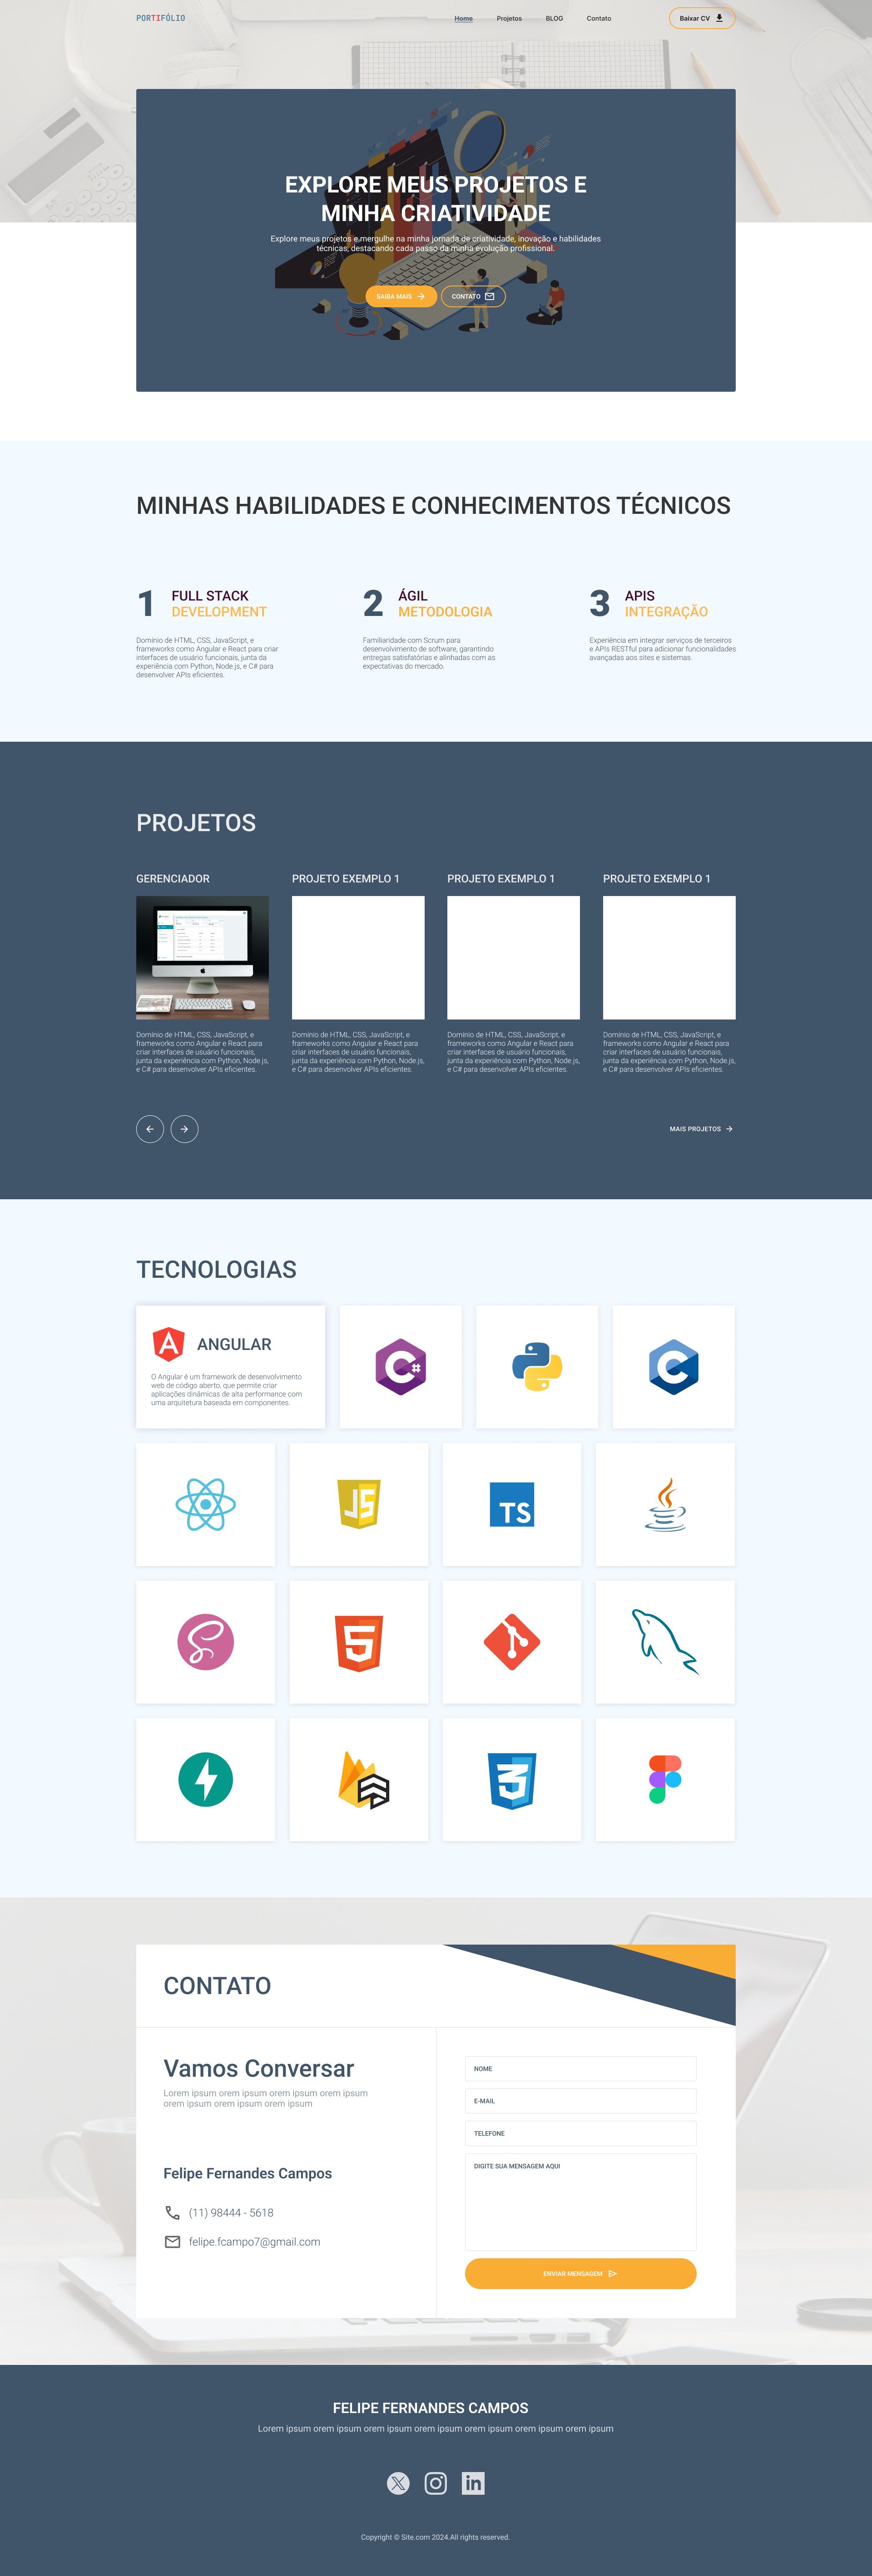 PORTIFÓLIO
Home
Projetos
BLOG
Contato
Baixar CV
EXPLORE MEUS PROJETOS E
MINHA CRIATIVIDADE
Explore meus projetos e mergulhe na minha jornada de criatividade, inovação e habilidades
técnicas, destacando cada passo da minha evolução profissional.
SAIBA MAIS
CONTATO
MINHAS HABILIDADES E CONHECIMENTOS TÉCNICOS
1
FULL STACK
DEVELOPMENT
Domínio de HTML, CSS, JavaScript, e
frameworks como Angular e React para criar
interfaces de usuário funcionais, junta da
experiência com Python, Node.js, e C# para
desenvolver APIs eficientes.
2
ÁGIL
METODOLOGIA
Familiaridade com Scrum para
desenvolvimento de software, garantindo
entregas satisfatórias e alinhadas com as
expectativas do mercado.
3
APIS
INTEGRAÇÃO
Experiência em integrar serviços de terceiros
e APIs RESTful para adicionar funcionalidades
avançadas aos sites e sistemas.
PROJETOS
GERENCIADOR
Domínio de HTML, CSS, JavaScript, e
frameworks como Angular e React para
criar interfaces de usuário funcionais,
junta da experiência com Python, Node.js,
e C# para desenvolver APIs eficientes.
PROJETO EXEMPLO 1
Domínio de HTML, CSS, JavaScript, e
frameworks como Angular e React para
criar interfaces de usuário funcionais,
junta da experiência com Python, Node.js,
e C# para desenvolver APIs eficientes.
PROJETO EXEMPLO 1
Domínio de HTML, CSS, JavaScript, e
frameworks como Angular e React para
criar interfaces de usuário funcionais,
junta da experiência com Python, Node.js,
e C# para desenvolver APIs eficientes.
PROJETO EXEMPLO 1
Domínio de HTML, CSS, JavaScript, e
frameworks como Angular e React para
criar interfaces de usuário funcionais,
junta da experiência com Python, Node.js,
e C# para desenvolver APIs eficientes.
MAIS PROJETOS
TECNOLOGIAS
A
ANGULAR
O Angular é um framework de desenvolvimento
web de código aberto, que permite criar
aplicações dinâmicas de alta performance com
uma arquitetura baseada em componentes.
C#
C
JS
TS
5
3
CONTATO
Vamos Conversar
Lorem ipsum orem ipsum orem ipsum orem ipsum
orem ipsum orem ipsum orem ipsum
Felipe Fernandes Campos
(11) 98444 - 5618
felipe.fcampo7@gmail.com
NOME
E-MAIL
TELEFONE
DIGITE SUA MENSAGEM AQUI
ENVIAR MENSAGEM
FELIPE FERNANDES CAMPOS
Lorem ipsum orem ipsum orem ipsum orem ipsum orem ipsum orem ipsum orem ipsum
X
in
Copyright © Site.com 2024.All rights reserved.